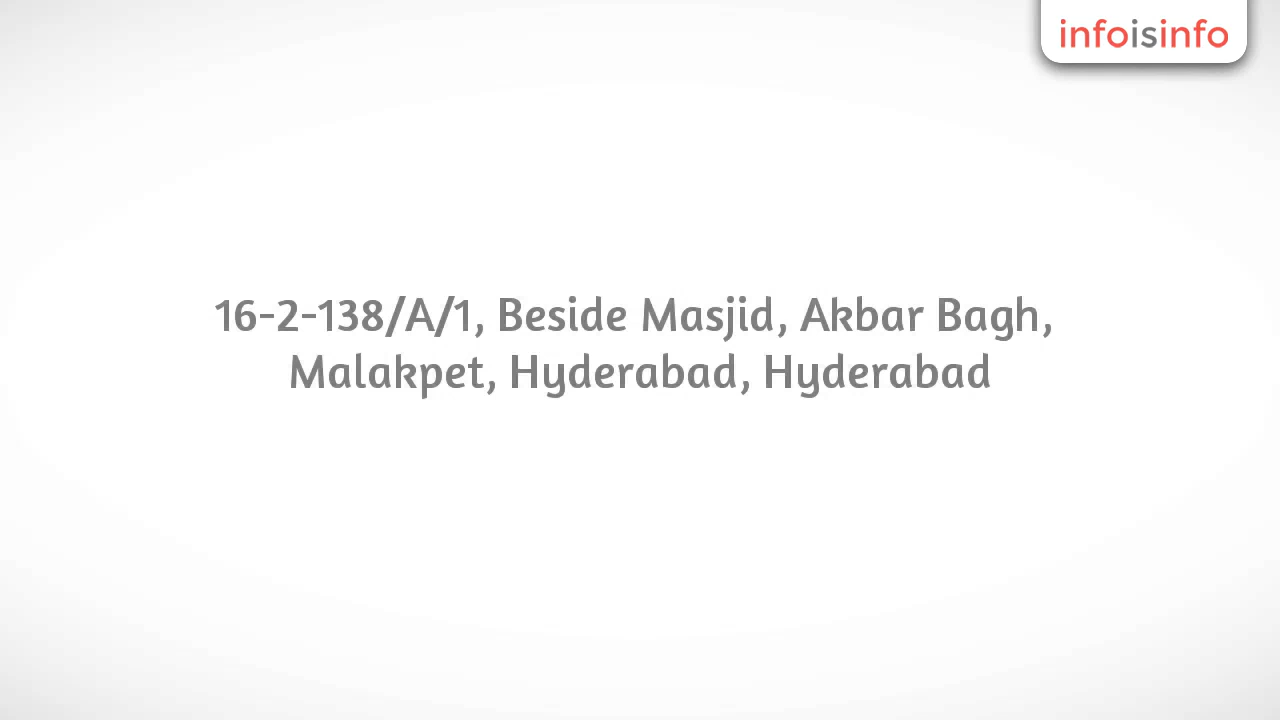 infoisinfo
16-2-138/A/1, Beside Masjid, Akbar Bagh,
Malakpet, Hyderabad, Hyderabad